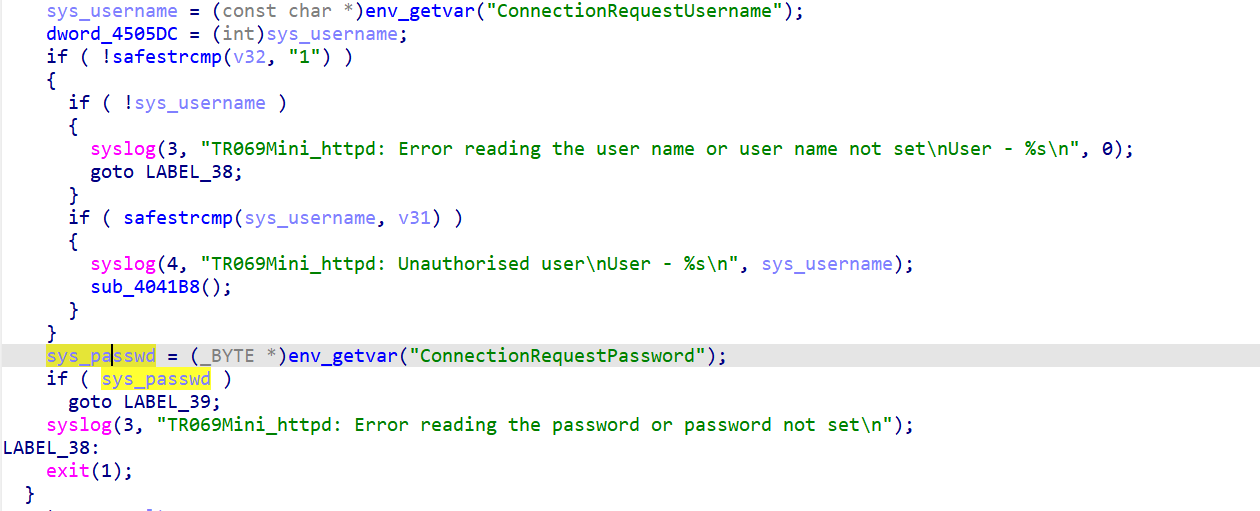 sys_username = (const char *)env_getvar("ConnectionRequestUsername");
dword_4505DC = (int)sys_username;
if ( !safestrcmp(v32, "1") )
{
if ( !sys_username )
{
syslog(3, "TR069Mini_httpd: Error reading the user name or user name not set\nUser - %s\n", 0);
goto LABEL_38;
}
if ( safestrcmp(sys_username, v31) )
{
syslog(4, "TR069Mini_httpd: Unauthorised user\nUser - %s\n", sys_username);
sub_4041B8();
}
}
sys_passwd = (_BYTE *)env_getvar("ConnectionRequestPassword");
if ( sys_passwd )
goto LABEL_39;
syslog(3, "TR069Mini_httpd: Error reading the password or password not set\n");
LABEL_38:
exit(1);
}